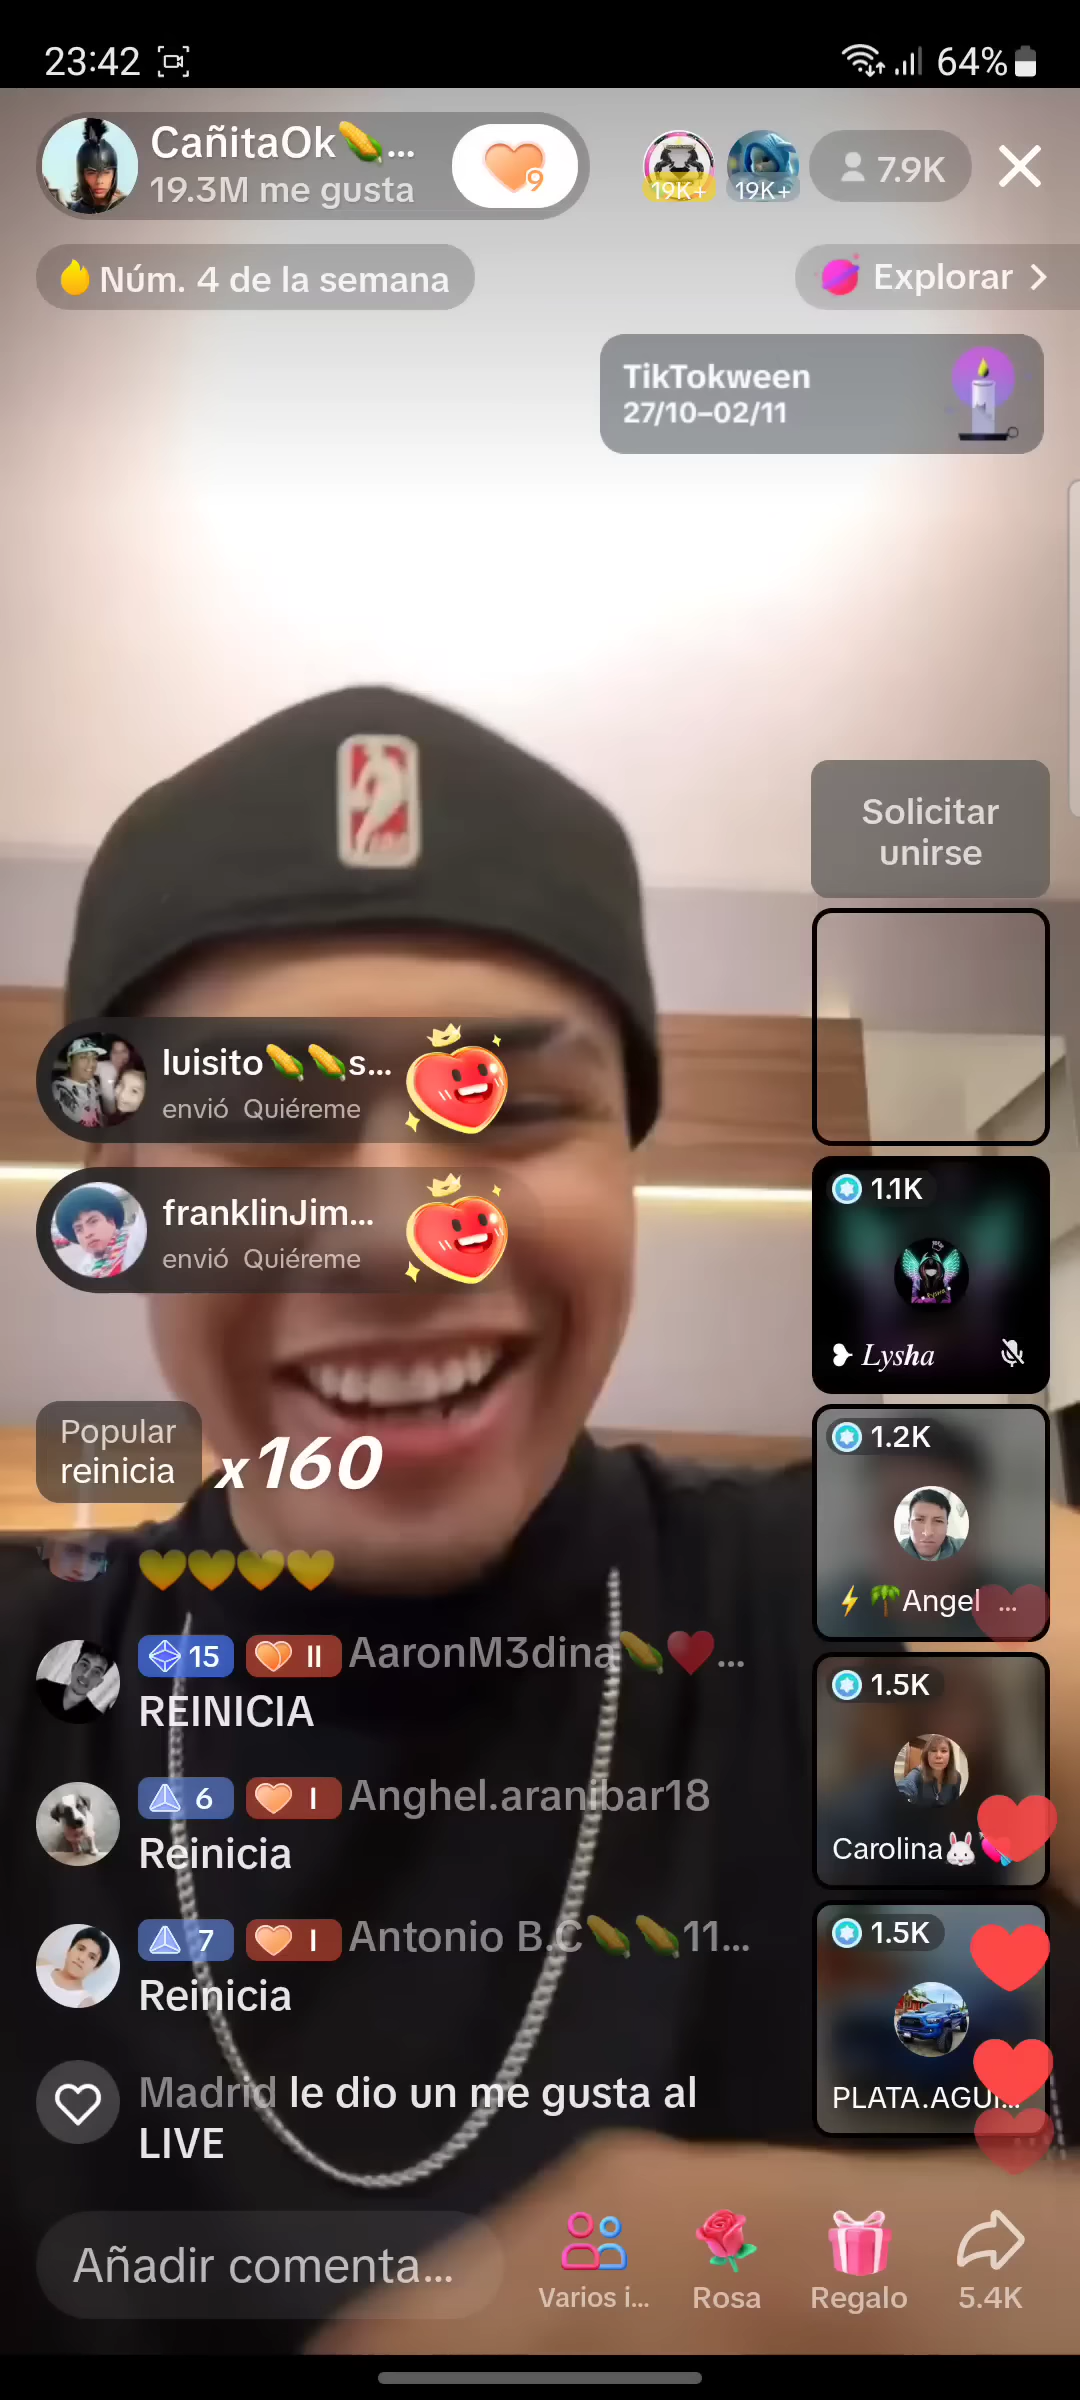 23:42
64%
CañitaOk🌽...
19.3M me gusta
9
19K+
19K+
7.9K
Núm. 4 de la semana
Explorar
TikTokween
27/10–02/11
Solicitar
unirse
luisito🌽🌽s...
envió Quiéreme
franklinJim...
envió Quiéreme
1.1K
Lysha
Popular
reinicia
x160
1.2K
⚡🌴Angel ...
💛💛💛💛
15 II AaronM3dina🌽❤️...
REINICIA
1.5K
Carolina🐰💘
6 I Anghel.aranibar18
Reinicia
7 I Antonio B.C🌽🌽11...
Reinicia
1.5K
PLATA.AGUI...
Madrid le dio un me gusta al
LIVE
Añadir comenta...
Varios i...
Rosa
Regalo
5.4K